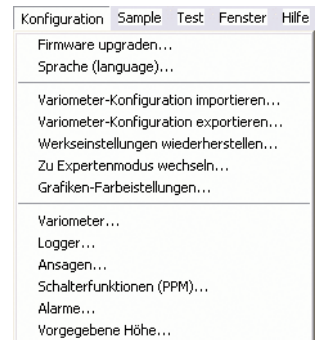 Konfiguration Sample Test Fenster Hilfe
Firmware upgraden...
Sprache (language)...
Variometer-Konfiguration importieren...
Variometer-Konfiguration exportieren...
Werkseinstellungen wiederherstellen...
Zu Expertenmodus wechseln...
Grafiken-Farbeistellungen...
Variometer...
Logger...
Ansagen...
Schalterfunktionen (PPM)...
Alarme...
Vorgegebene Höhe...